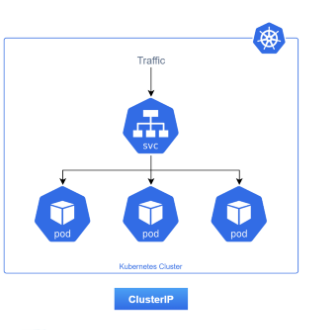 Traffic
svc
pod
pod
pod
Kubernetes Cluster
ClusterIP